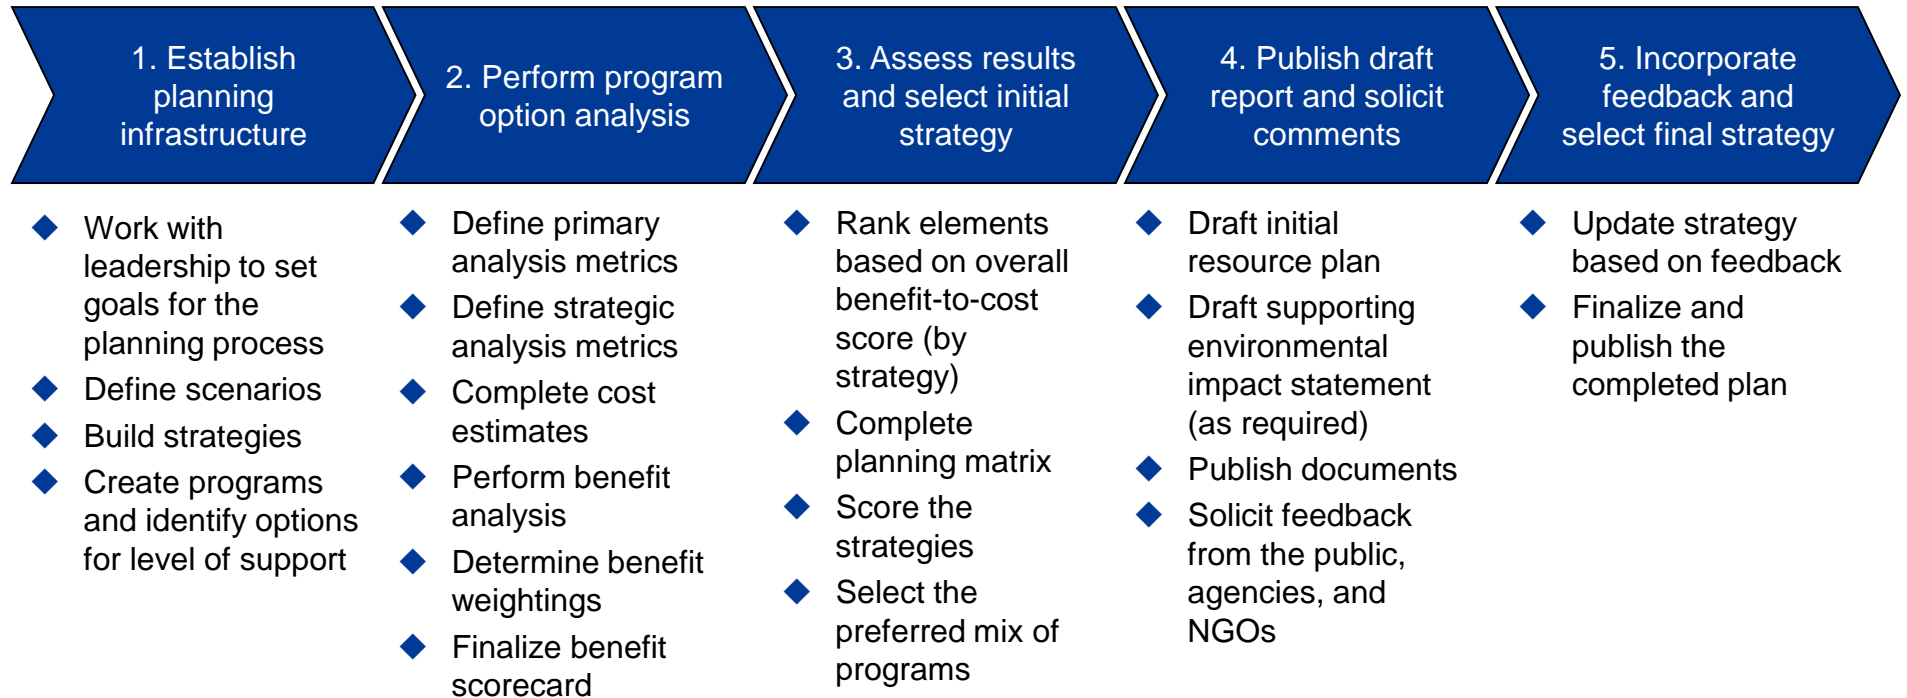 1. Establish
planning
infrastructure
2. Perform program
option analysis
3. Assess results
and select initial
strategy
4. Publish draft
report and solicit
comments
5. Incorporate
feedback and
select final strategy
Work with
leadership to set
goals for the
planning process
Define scenarios
Build strategies
Create programs
and identify options
for level of support
Define primary
analysis metrics
Define strategic
analysis metrics
Complete cost
estimates
Perform benefit
analysis
Determine benefit
weightings
Finalize benefit
scorecard
Rank elements
based on overall
benefit-to-cost
score (by
strategy)
Complete
planning matrix
Score the
strategies
Select the
preferred mix of
programs
Draft initial
resource plan
Draft supporting
environmental
impact statement
(as required)
Publish documents
Solicit feedback
from the public,
agencies, and
NGOs
Update strategy
based on feedback
Finalize and
publish the
completed plan